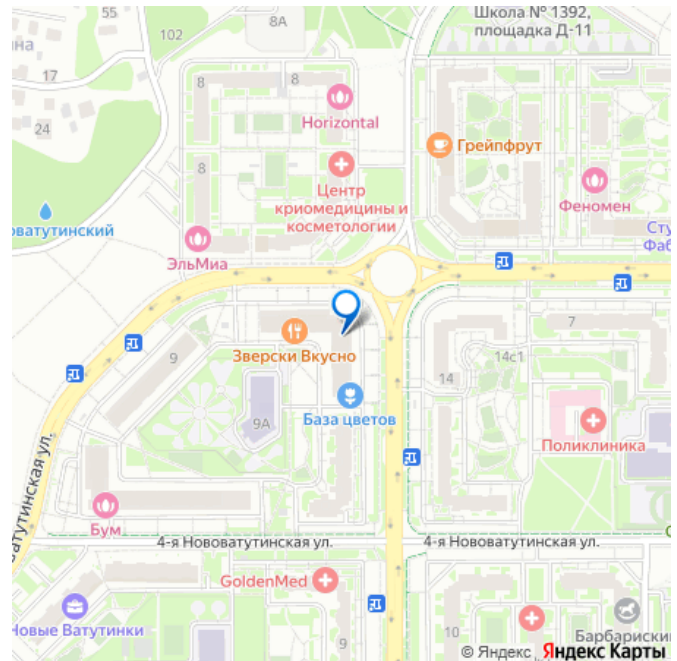 Школа № 1392,
площадка Д-11
55
102
8А
17
8
8
Horizontal
24
Грейпфрут
8
Центр
криомедицины и
косметологии
Феномен
оватутинский
ЭльМиа
Сту
Фаб
9
Зверски Вкусно
7
14с1
14
9А
База цветов
Поликлиника
ватутинская ул.
Бум
4-я Нововатутинская ул.
4-я Нововатутинская ул.
GoldenMed
Новые Ватутинки
9
10
Барбариски
© Яндекс Яндекс Карты